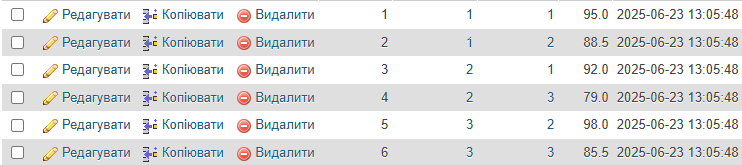 Редагувати Копіювати Видалити 1 1 1 95.0 2025-06-23 13:05:48
Редагувати Копіювати Видалити 2 1 2 88.5 2025-06-23 13:05:48
Редагувати Копіювати Видалити 3 2 1 92.0 2025-06-23 13:05:48
Редагувати Копіювати Видалити 4 2 3 79.0 2025-06-23 13:05:48
Редагувати Копіювати Видалити 5 3 2 98.0 2025-06-23 13:05:48
Редагувати Копіювати Видалити 6 3 3 85.5 2025-06-23 13:05:48